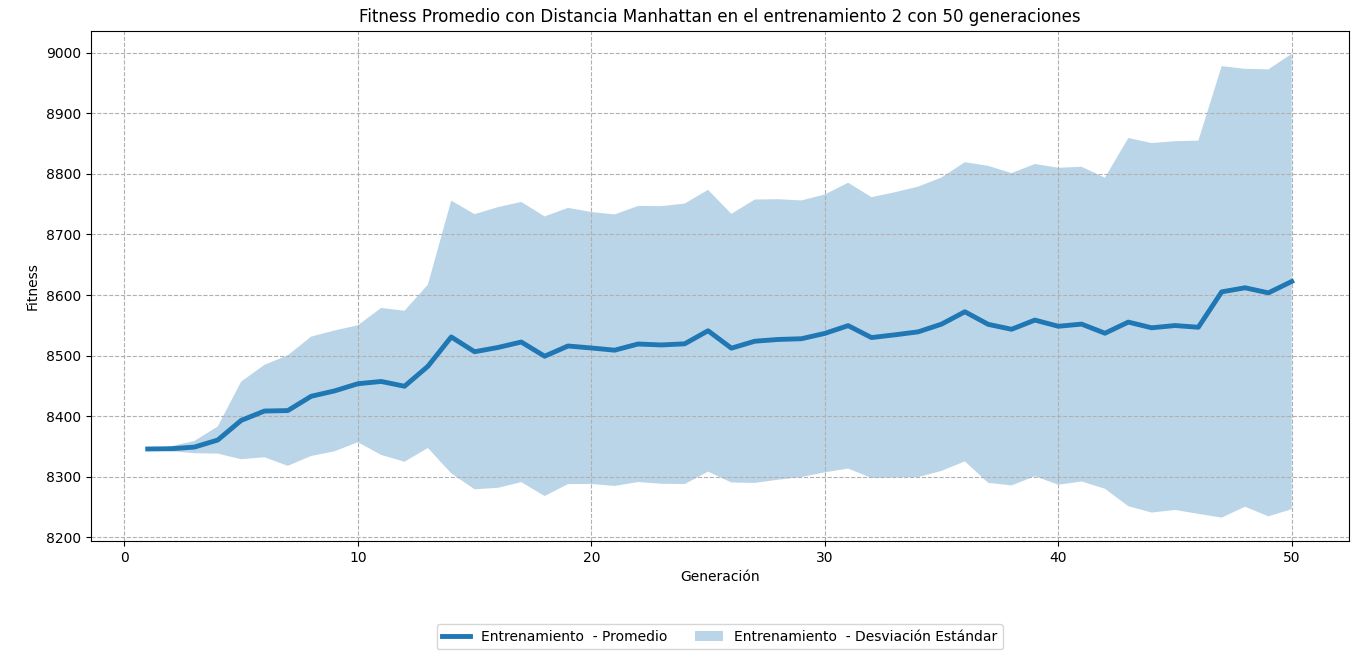 Fitness Promedio con Distancia Manhattan en el entrenamiento 2 con 50 generaciones
9000
8900
8800
8700
8600
8500
8400
8300
8200
Fitness
0 10 20 30 40 50
Generación
Entrenamiento - Promedio Entrenamiento - Desviación Estándar